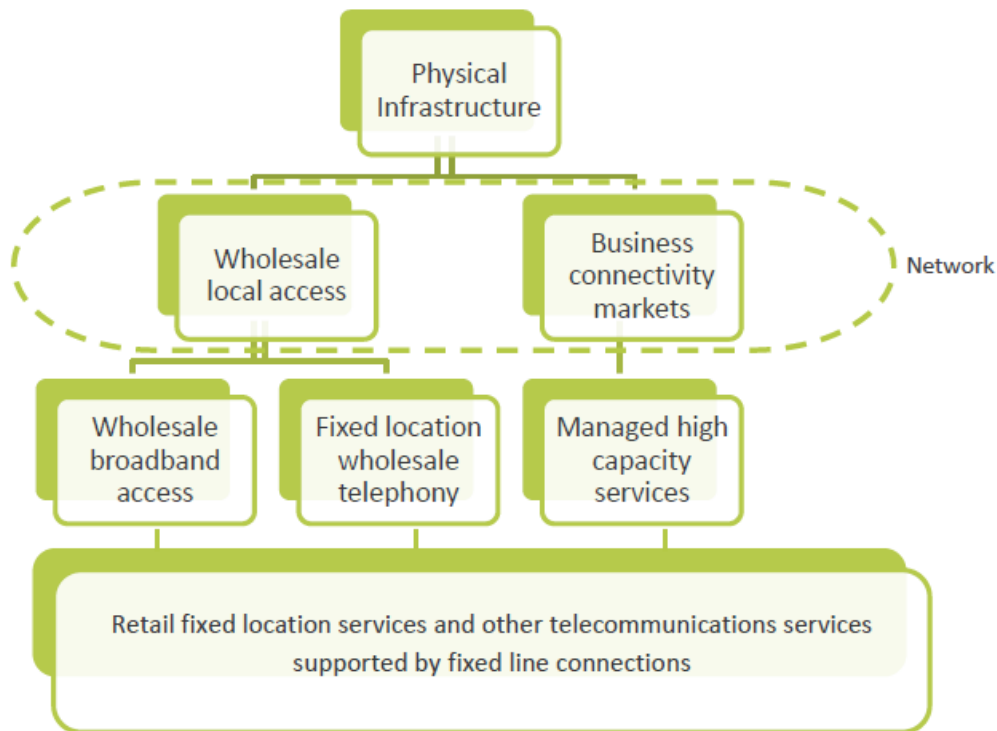 Physical
Infrastructure
Wholesale
local access
Business
connectivity
markets
Network
Wholesale
broadband
access
Fixed location
wholesale
telephony
Managed high
capacity
services
Retail fixed location services and other telecommunications services
supported by fixed line connections